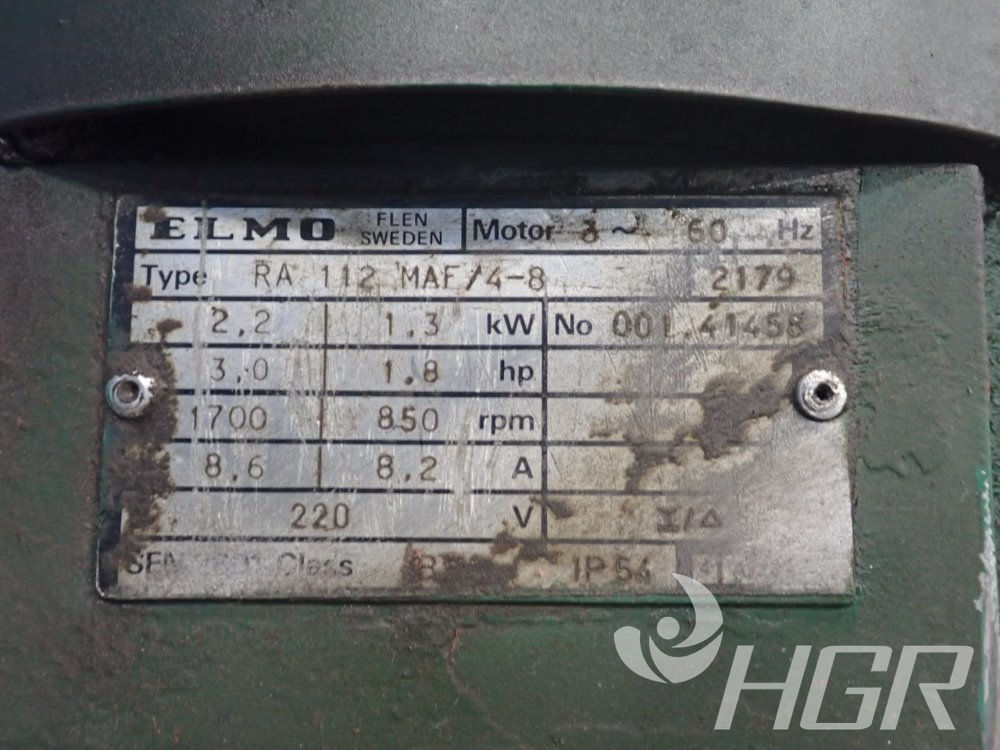 ELMO FLEN SWEDEN Motor 3 ~ 60 Hz
Type RA 112 MAF/4-8 2179
2,2 1.3 kW No 001.41458
3,0 1.8 hp
1700 850 rpm
8,6 8,2 A
220 V Y/Δ
SEN Class B IP 54
HGR